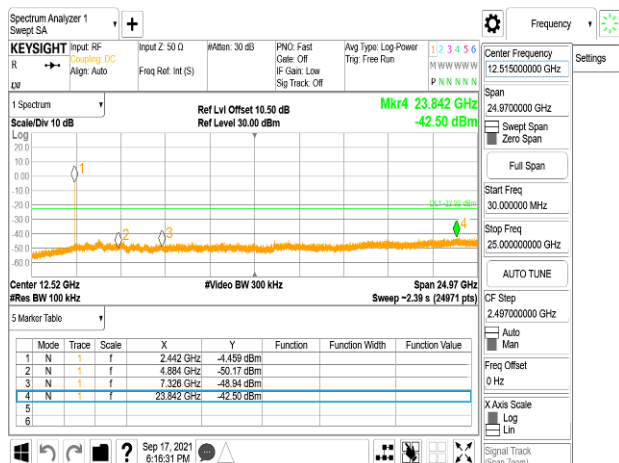 Spectrum Analyzer 1
Swept SA
+
Frequency
Settings
KEYSIGHT
R
Input: RF
Coupling: DC
Align: Auto
Input Z: 50 Ω
Freq Ref: Int (S)
#Atten: 30 dB
PNO: Fast
Gate: Off
IF Gain: Low
Sig Track: Off
Avg Type: Log-Power
Trig: Free Run
1 2 3 4 5 6
M W W W W W
P N N N N N
1 Spectrum
Scale/Div 10 dB
Log
Ref Lvl Offset 10.50 dB
Ref Level 30.00 dBm
Mkr4 23.842 GHz
-42.50 dBm
20.0
10.0
0.00
-10.0
-20.0
-30.0
-40.0
-50.0
-60.0
1
2
3
4
Center 12.52 GHz
#Res BW 100 kHz
#Video BW 300 kHz
Span 24.97 GHz
Sweep ~2.39 s (24971 pts)
5 Marker Table
Mode Trace Scale X Y Function Function Width Function Value
1 N 1 f 2.442 GHz -4.459 dBm
2 N 1 f 4.884 GHz -50.17 dBm
3 N 1 f 7.326 GHz -48.94 dBm
4 N 1 f 23.842 GHz -42.50 dBm
5
6
Sep 17, 2021
6:16:31 PM
Center Frequency
12.515000000 GHz
Span
24.9700000 GHz
Swept Span
Zero Span
Full Span
Start Freq
30.000000 MHz
Stop Freq
25.000000000 GHz
AUTO TUNE
CF Step
2.497000000 GHz
Auto
Man
Freq Offset
0 Hz
X Axis Scale
Log
Lin
Signal Track
(Span Zoom)